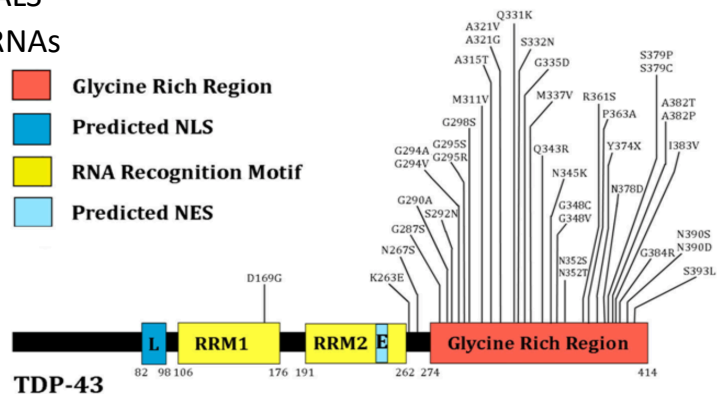 ALS
RNAs
Glycine Rich Region
Predicted NLS
RNA Recognition Motif
Predicted NES
Q331K
A321V
A321G
S332N
A315T
G335D
M311V
M337V
G298S
G294A
G294V
G295S
G295R
Q343R
N345K
G290A
S292N
G348C
G348V
G287S
N267S
K263E
N352S
N352T
D169G
S379P
S379C
R361S
P363A
A382T
A382P
Y374X
I383V
N378D
G384R
N390S
N390D
S393L
L
RRM1
RRM2
E
Glycine Rich Region
82 98 106 176 191 262 274 414
TDP-43